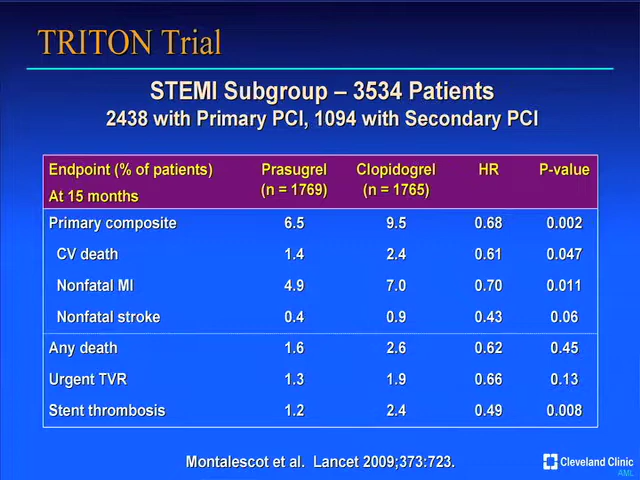 TRITON Trial
STEMI Subgroup – 3534 Patients
2438 with Primary PCI, 1094 with Secondary PCI
Endpoint (% of patients) Prasugrel Clopidogrel HR P-value
At 15 months (n = 1769) (n = 1765)
Primary composite 6.5 9.5 0.68 0.002
CV death 1.4 2.4 0.61 0.047
Nonfatal MI 4.9 7.0 0.70 0.011
Nonfatal stroke 0.4 0.9 0.43 0.06
Any death 1.6 2.6 0.62 0.45
Urgent TVR 1.3 1.9 0.66 0.13
Stent thrombosis 1.2 2.4 0.49 0.008
Montalescot et al. Lancet 2009;373:723.
Cleveland Clinic
AML